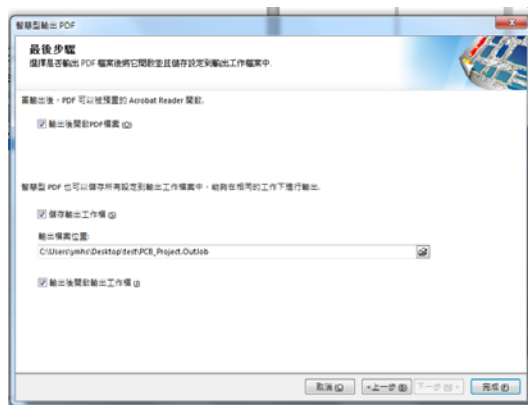 智慧型輸出 PDF
最後步驟
選擇是否輸出 PDF 檔案後將它開啟並且儲存設定到輸出工作檔案中.
當輸出後，PDF 可以被預置的 Acrobat Reader 開啟.
輸出後開啟PDF檔案 (O)
智慧型 PDF 也可以儲存所有設定到輸出工作檔案中，能夠在相同的工作下進行輸出.
儲存輸出工作檔 (S)
輸出檔案位置:
C:\Users\ymhs\Desktop\test\PCB_Project.OutJob
輸出後開啟輸出工作檔 (J)
取消 (C) <上一步 (B) 下一步 (N) > 完成 (F)